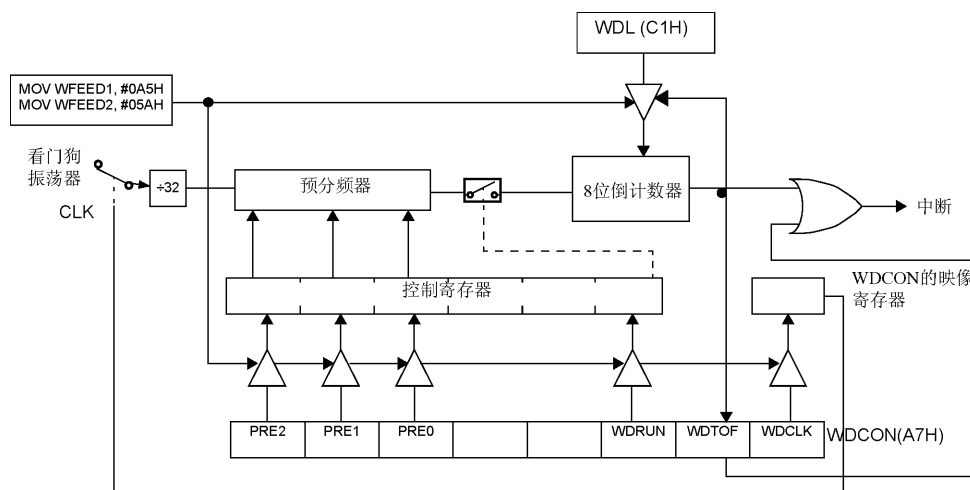 WDL (C1H)
MOV WFEED1, #0A5H
MOV WFEED2, #05AH
看门狗
振荡器
CLK
÷32
预分频器
8位倒计数器
中断
控制寄存器
WDCON的映像
寄存器
PRE2
PRE1
PRE0
WDRUN
WDTOF
WDCLK
WDCON(A7H)